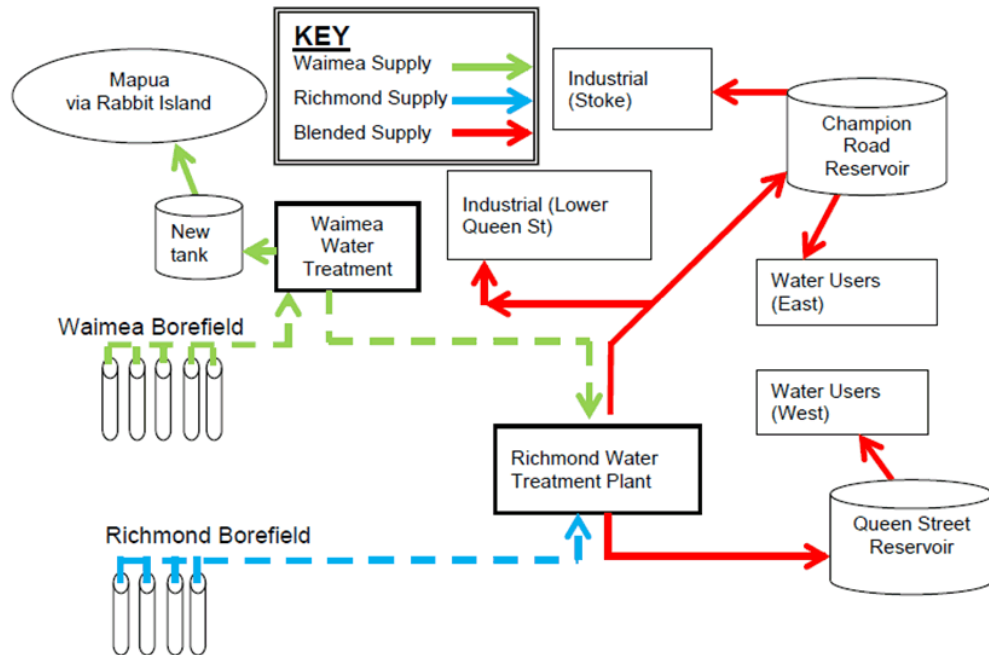 KEY
Waimea Supply
Richmond Supply
Blended Supply
Mapua
via Rabbit Island
Industrial
(Stoke)
Champion
Road
Reservoir
New
tank
Waimea
Water
Treatment
Industrial (Lower
Queen St)
Water Users
(East)
Waimea Borefield
Water Users
(West)
Richmond Water
Treatment Plant
Queen Street
Reservoir
Richmond Borefield